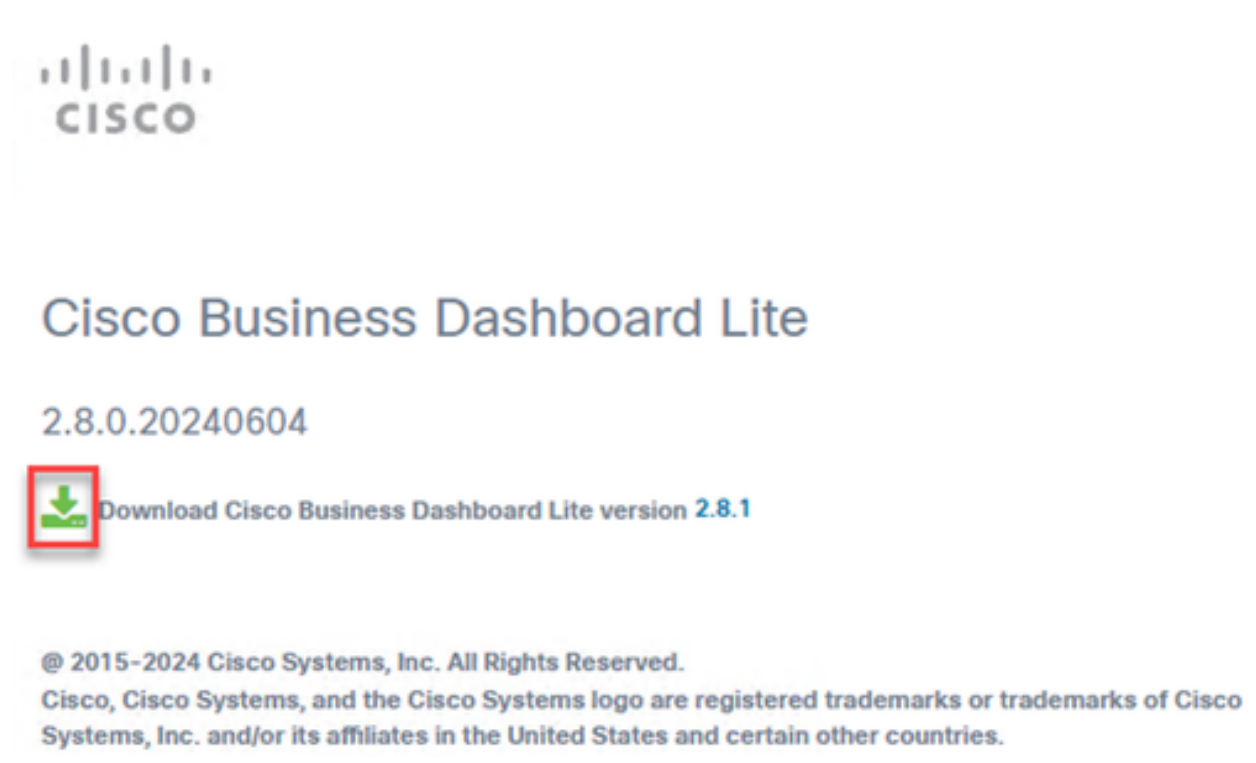 CISCO
Cisco Business Dashboard Lite
2.8.0.20240604
Download Cisco Business Dashboard Lite version 2.8.1
@ 2015-2024 Cisco Systems, Inc. All Rights Reserved.
Cisco, Cisco Systems, and the Cisco Systems logo are registered trademarks or trademarks of Cisco
Systems, Inc. and/or its affiliates in the United States and certain other countries.